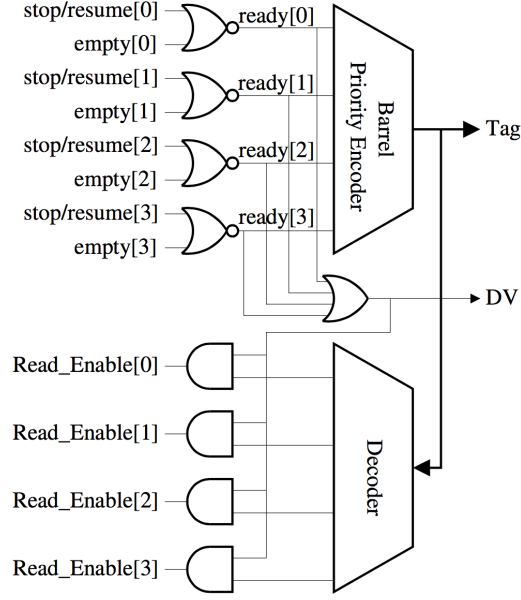 stop/resume[0]
ready[0]
empty[0]
stop/resume[1]
ready[1]
empty[1]
stop/resume[2]
ready[2]
empty[2]
stop/resume[3]
ready[3]
empty[3]
Barrel
Priority Encoder
Tag
DV
Read_Enable[0]
Read_Enable[1]
Read_Enable[2]
Read_Enable[3]
Decoder